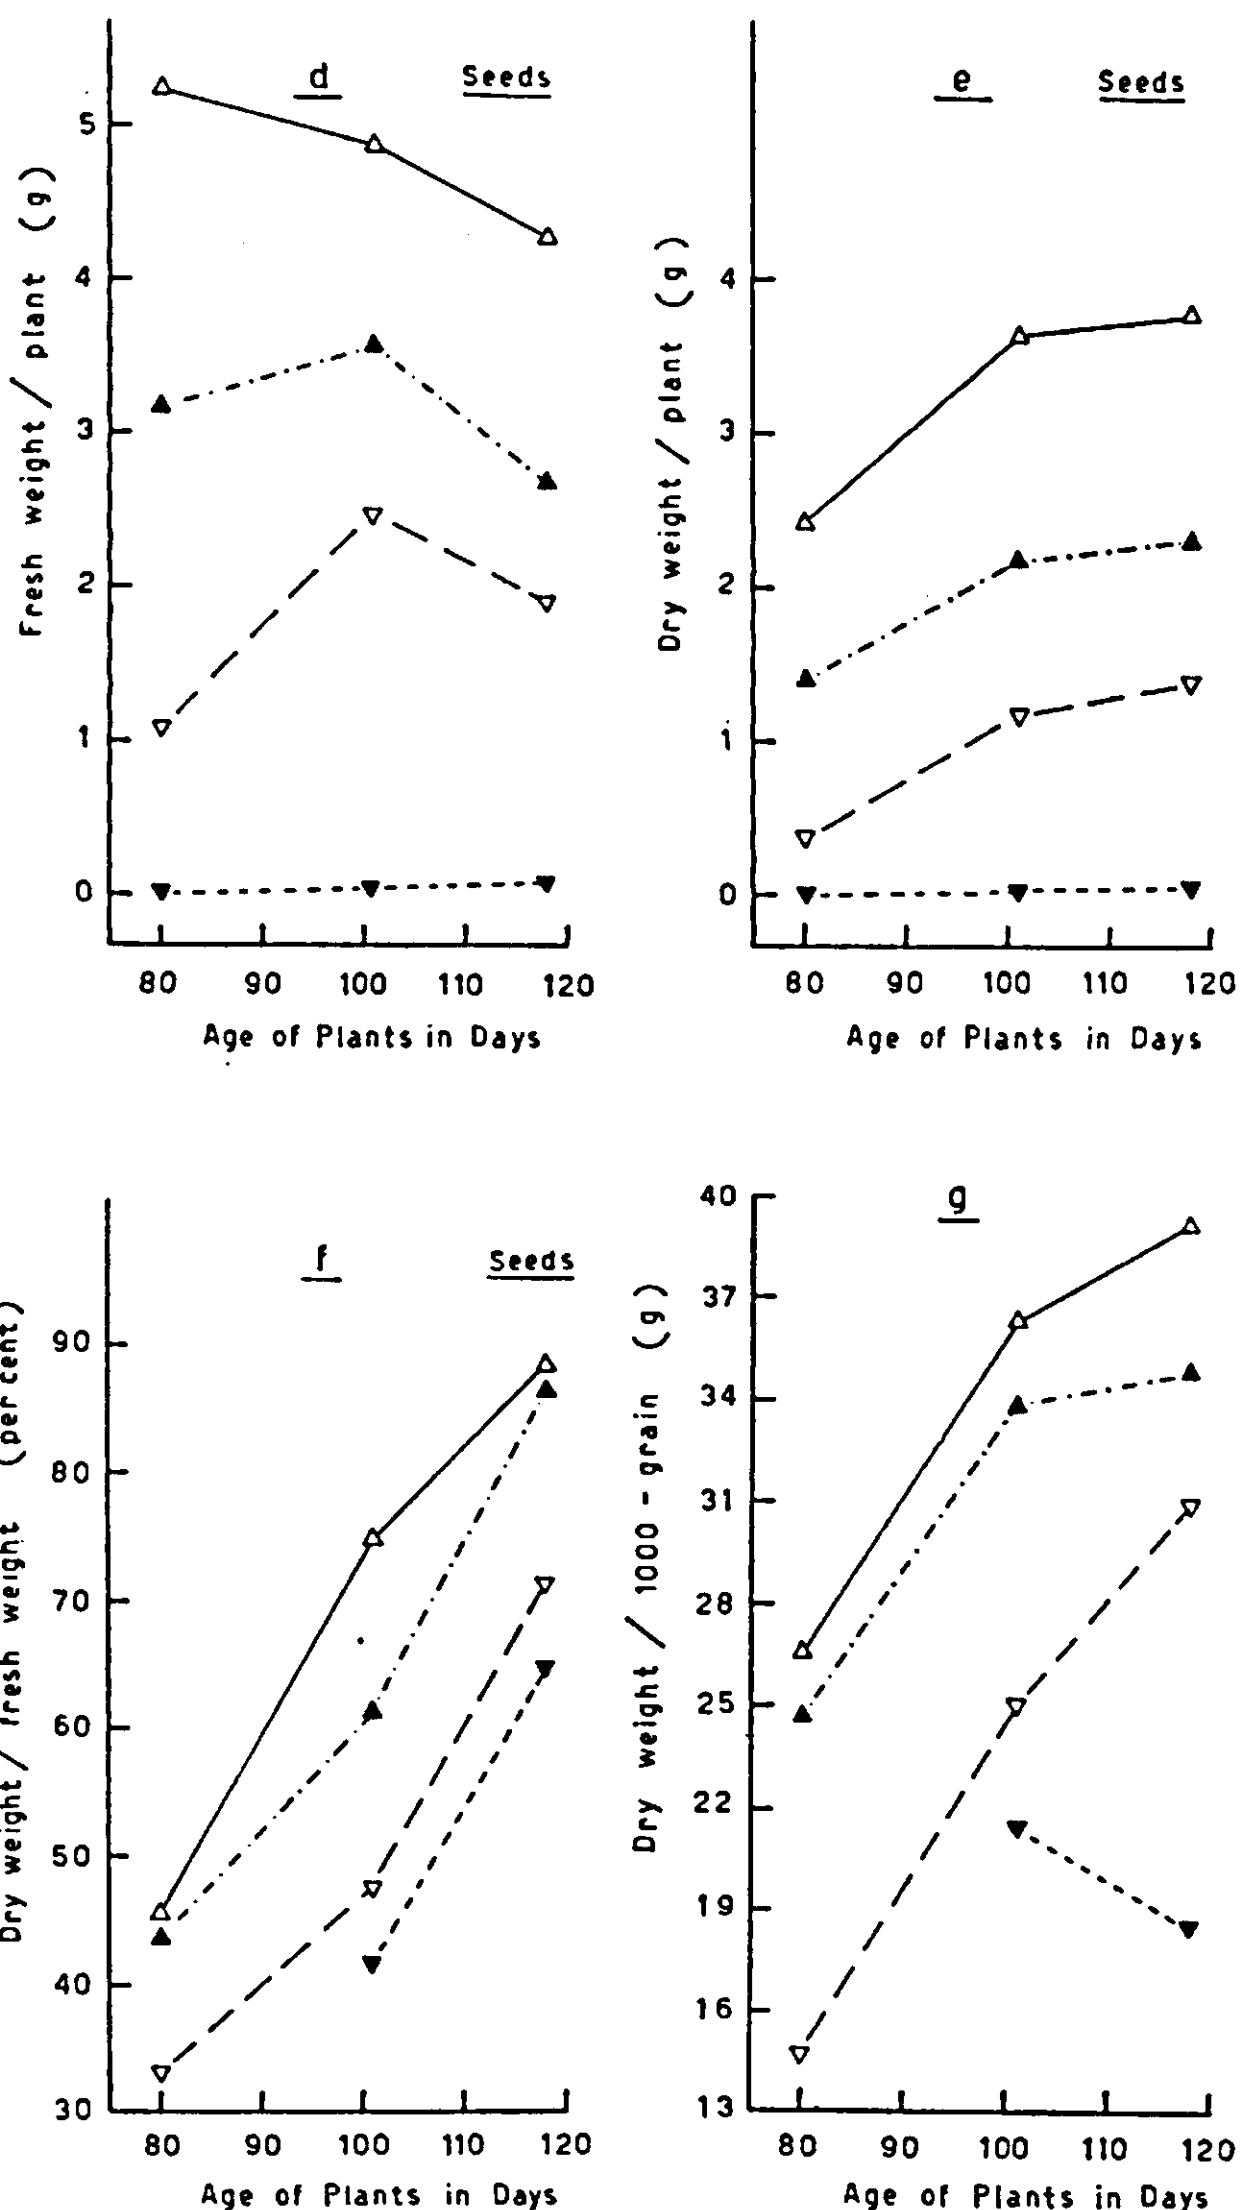 d Seeds
Fresh weight / plant (g)
5
4
3
2
1
0
80 90 100 110 120
Age of Plants in Days
e Seeds
Dry weight / plant (g)
4
3
2
1
0
80 90 100 110 120
Age of Plants in Days
f Seeds
Dry weight / fresh weight (per cent)
90
80
70
60
50
40
30
80 90 100 110 120
Age of Plants in Days
g
Dry weight / 1000 - grain (g)
40
37
34
31
28
25
22
19
16
13
80 90 100 110 120
Age of Plants in Days